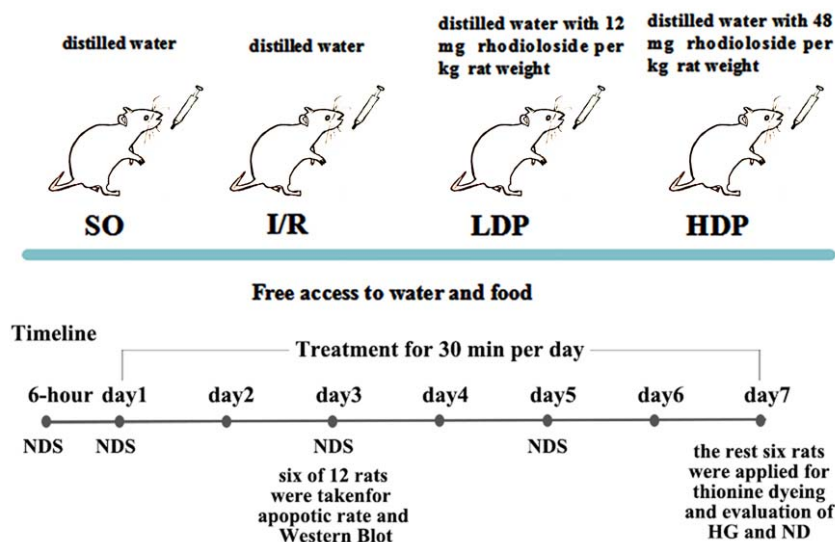 distilled water
distilled water
distilled water with 12
mg rhodioloside per
kg rat weight
distilled water with 48
mg rhodioloside per
kg rat weight
SO
I/R
LDP
HDP
Free access to water and food
Timeline
Treatment for 30 min per day
6-hour day1 day2 day3 day4 day5 day6 day7
NDS NDS NDS NDS
six of 12 rats
were takenfor
apopotic rate and
Western Blot
the rest six rats
were applied for
thionine dyeing
and evaluation of
HG and ND